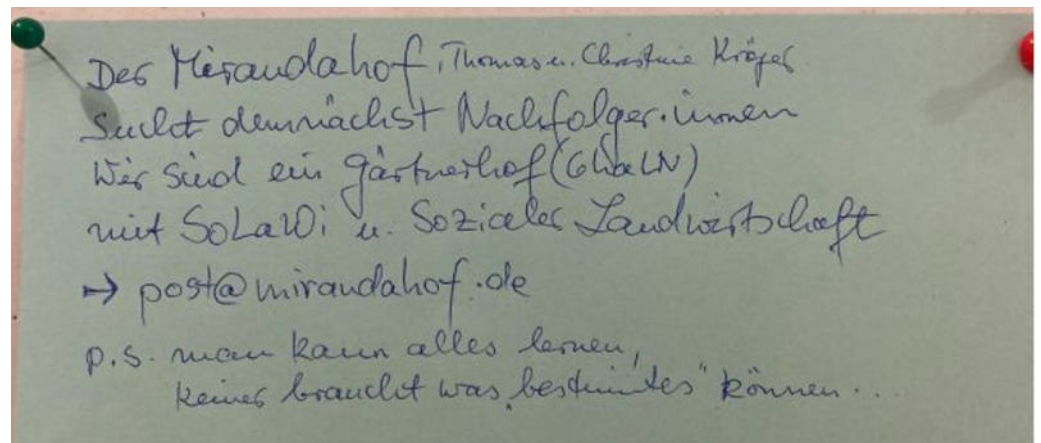 Der Mirandahof, Thomas u. Christine Kröger
sucht demnächst Nachfolger.innen
Wir sind ein Gärtnerhof (6ha LN)
mit SoLaWi u. Sozialer Landwirtschaft
→ post@mirandahof.de
p.s. man kann alles lernen,
keiner braucht was „bestimmtes" können...